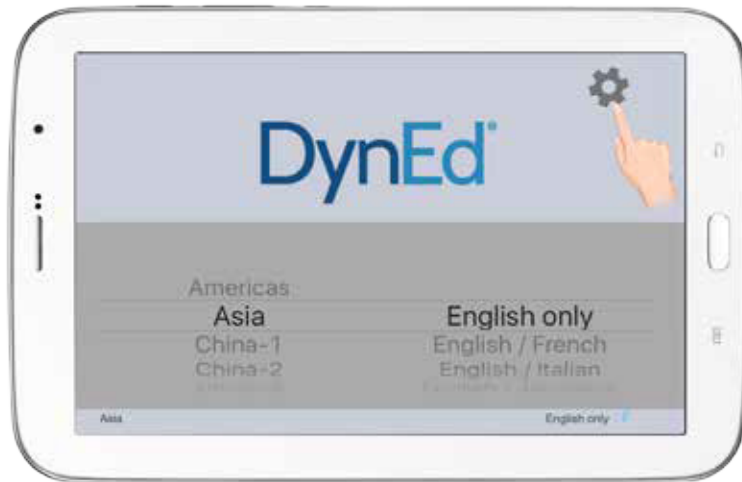 DynEd®
Americas
Asia English only
China-1 English / French
China-2 English / Italian
Asia English only